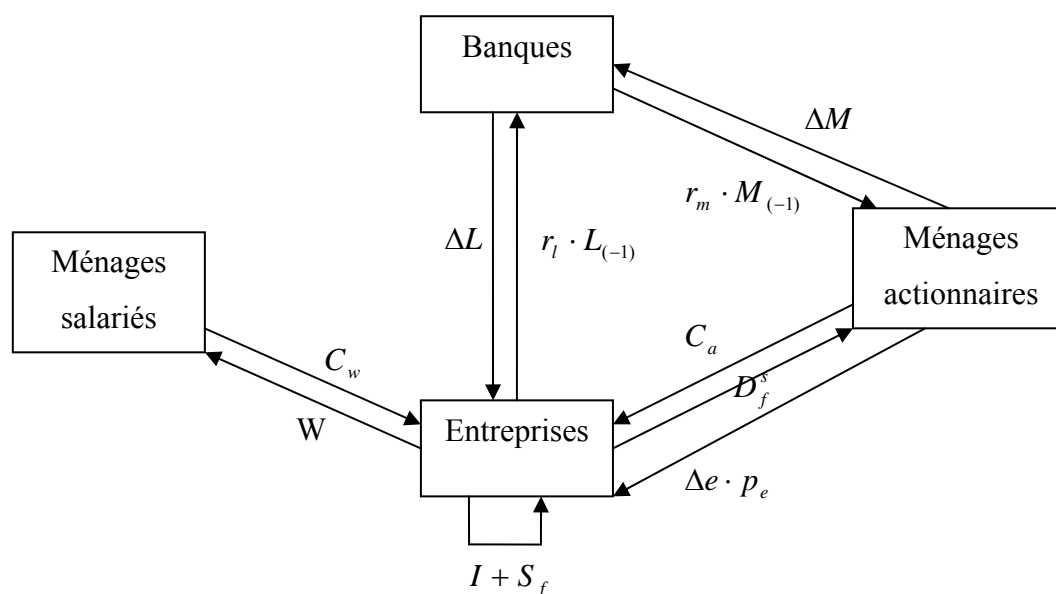 Banques
ΔM
r_m · M_(−1)
ΔL
r_l · L_(−1)
Ménages
salariés
Ménages
actionnaires
C_w
W
C_a
D_f^s
Entreprises
Δe · p_e
I + S_f